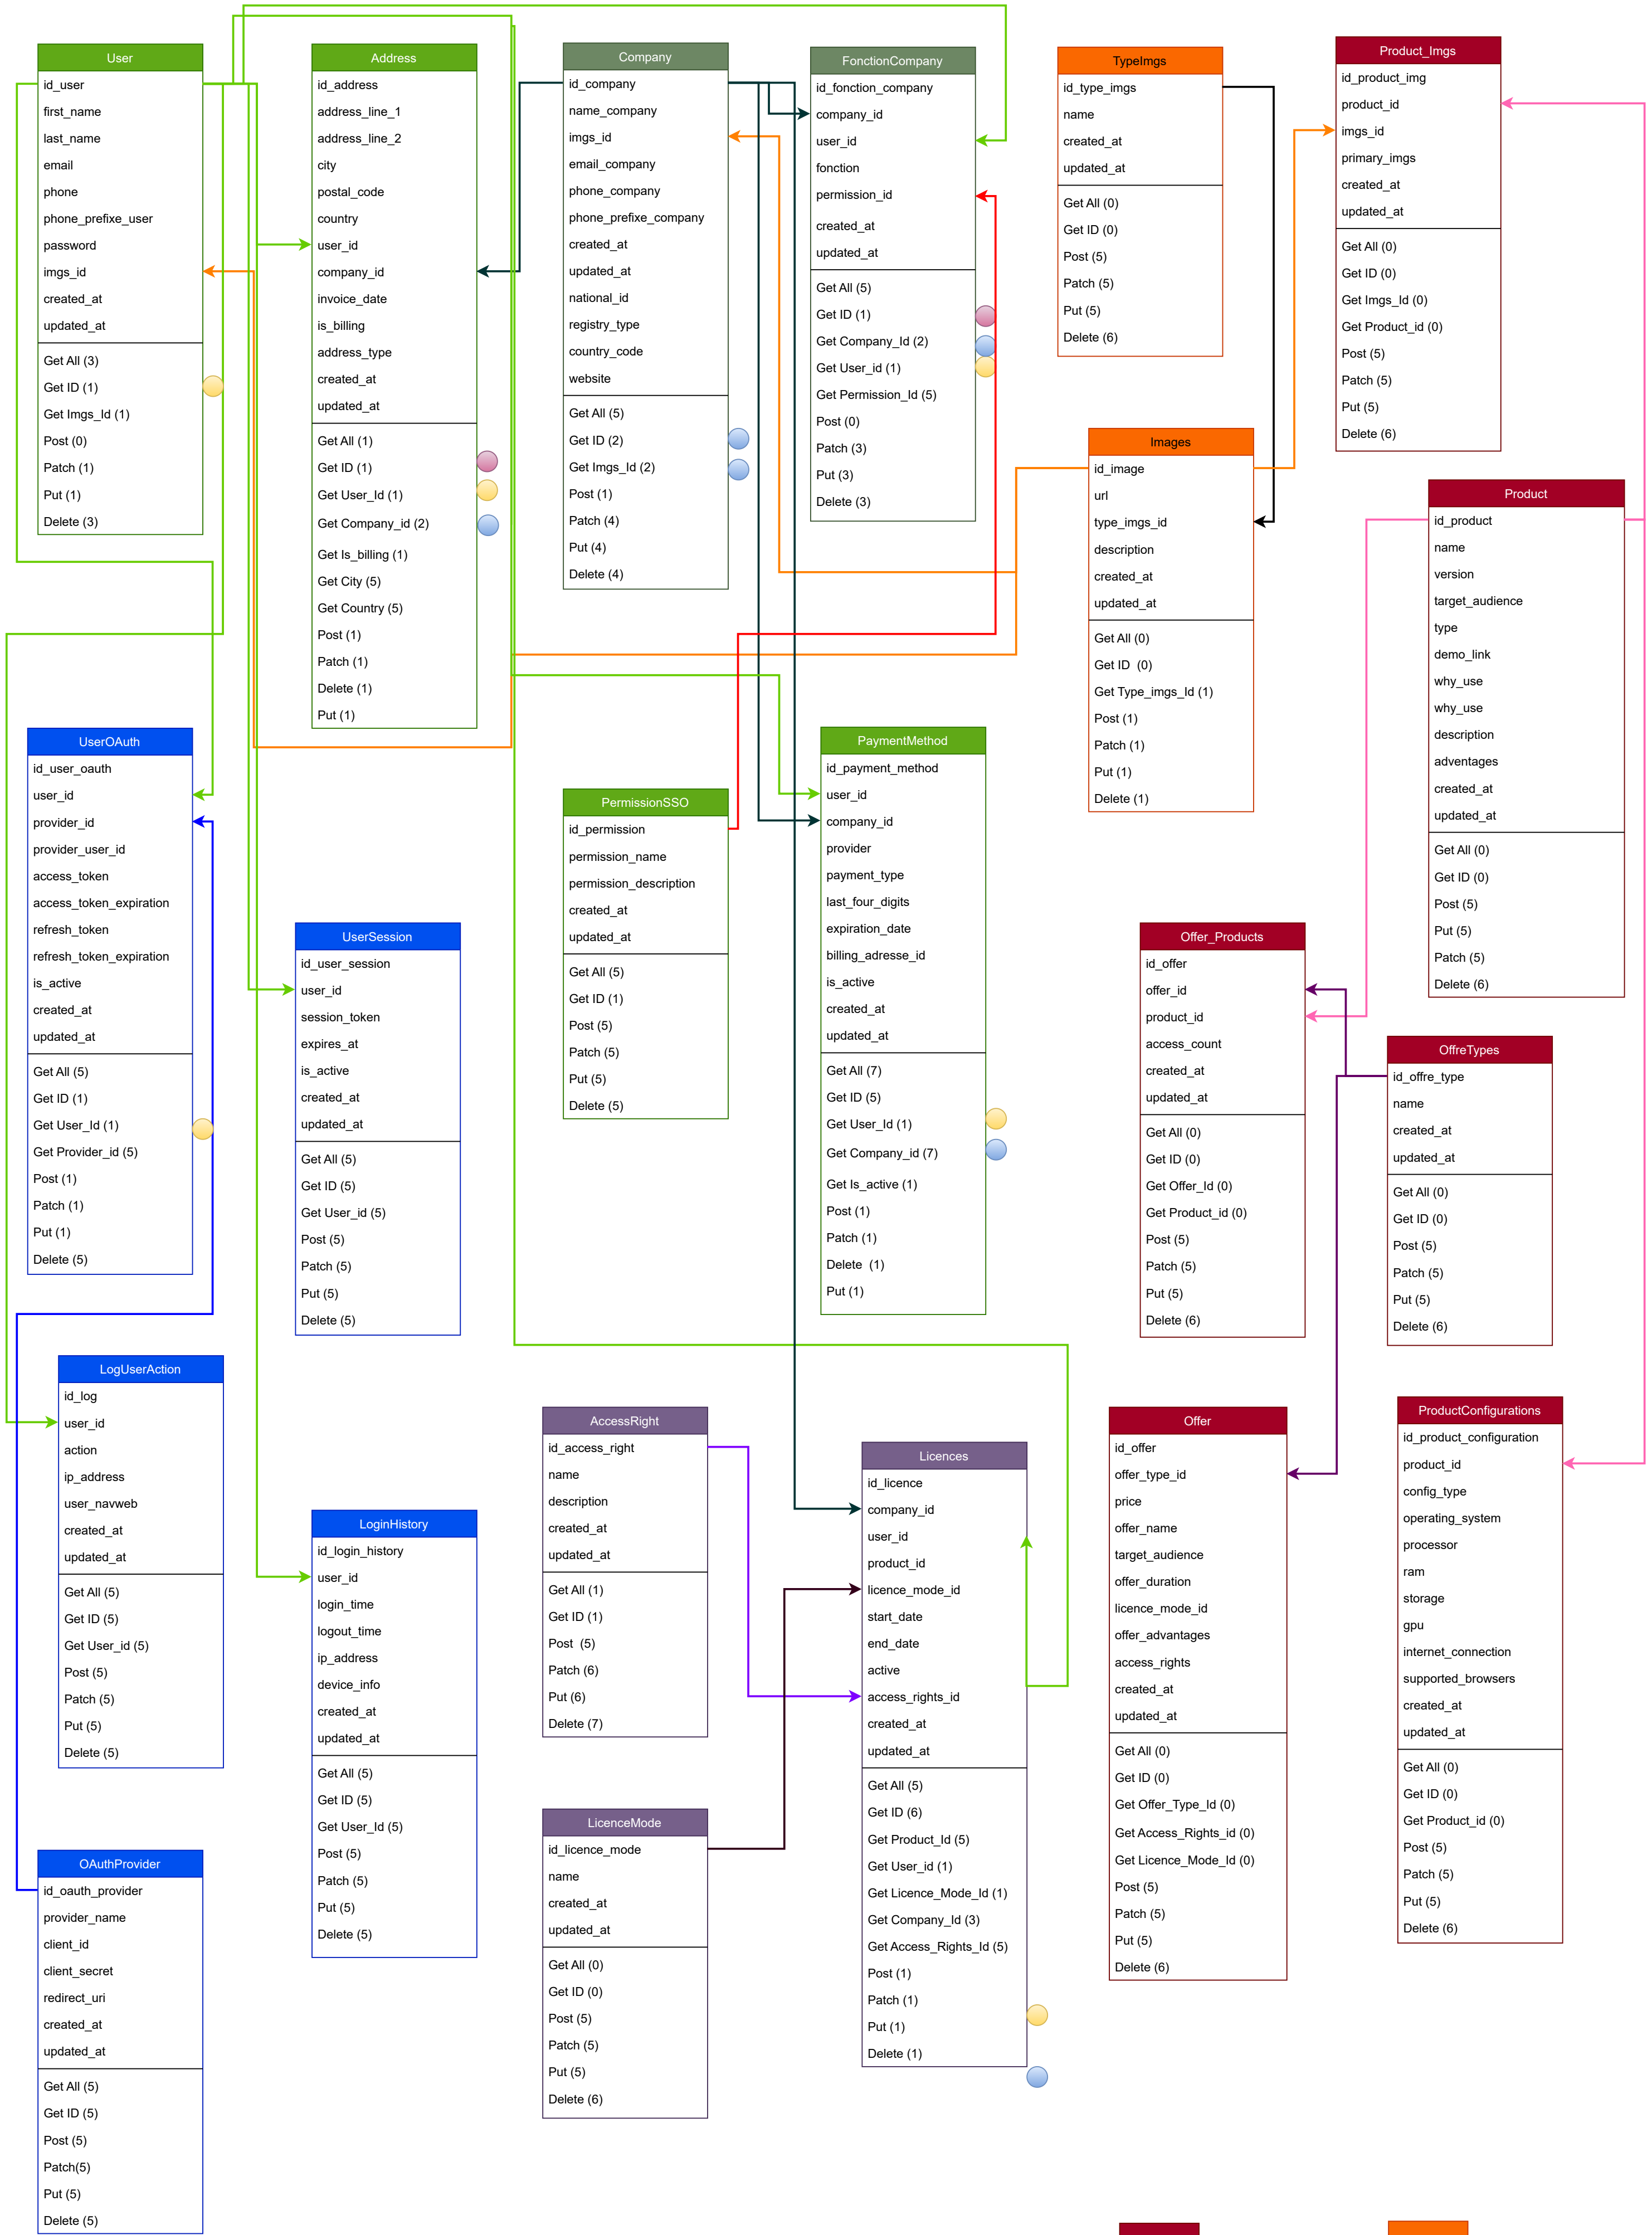 User
id_user
first_name
last_name
email
phone
phone_prefixe_user
password
imgs_id
created_at
updated_at
Get All (3)
Get ID (1)
Get Imgs_Id (1)
Post (0)
Patch (1)
Put (1)
Delete (3)
Address
id_address
address_line_1
address_line_2
city
postal_code
country
user_id
company_id
invoice_date
is_billing
address_type
created_at
updated_at
Get All (1)
Get ID (1)
Get User_Id (1)
Get Company_id (2)
Get Is_billing (1)
Get City (5)
Get Country (5)
Post (1)
Patch (1)
Delete (1)
Put (1)
Company
id_company
name_company
imgs_id
email_company
phone_company
phone_prefixe_company
created_at
updated_at
national_id
registry_type
country_code
website
Get All (5)
Get ID (2)
Get Imgs_Id (2)
Post (1)
Patch (4)
Put (4)
Delete (4)
FonctionCompany
id_fonction_company
company_id
user_id
fonction
permission_id
created_at
updated_at
Get All (5)
Get ID (1)
Get Company_Id (2)
Get User_id (1)
Get Permission_Id (5)
Post (0)
Patch (3)
Put (3)
Delete (3)
TypeImgs
id_type_imgs
name
created_at
updated_at
Get All (0)
Get ID (0)
Post (5)
Patch (5)
Put (5)
Delete (6)
Product_Imgs
id_product_img
product_id
imgs_id
primary_imgs
created_at
updated_at
Get All (0)
Get ID (0)
Get Imgs_Id (0)
Get Product_id (0)
Post (5)
Patch (5)
Put (5)
Delete (6)
Images
id_image
url
type_imgs_id
description
created_at
updated_at
Get All (0)
Get ID  (0)
Get Type_imgs_Id (1)
Post (1)
Patch (1)
Put (1)
Delete (1)
Product
id_product
name
version
target_audience
type
demo_link
why_use
why_use
description
adventages
created_at
updated_at
Get All (0)
Get ID (0)
Post (5)
Put (5)
Patch (5)
Delete (6)
UserOAuth
id_user_oauth
user_id
provider_id
provider_user_id
access_token
access_token_expiration
refresh_token
refresh_token_expiration
is_active
created_at
updated_at
Get All (5)
Get ID (1)
Get User_Id (1)
Get Provider_id (5)
Post (1)
Patch (1)
Put (1)
Delete (5)
UserSession
id_user_session
user_id
session_token
expires_at
is_active
created_at
updated_at
Get All (5)
Get ID (5)
Get User_id (5)
Post (5)
Patch (5)
Put (5)
Delete (5)
PermissionSSO
id_permission
permission_name
permission_description
created_at
updated_at
Get All (5)
Get ID (1)
Post (5)
Patch (5)
Put (5)
Delete (5)
PaymentMethod
id_payment_method
user_id
company_id
provider
payment_type
last_four_digits
expiration_date
billing_adresse_id
is_active
created_at
updated_at
Get All (7)
Get ID (5)
Get User_Id (1)
Get Company_id (7)
Get Is_active (1)
Post (1)
Patch (1)
Delete  (1)
Put (1)
Offer_Products
id_offer
offer_id
product_id
access_count
created_at
updated_at
Get All (0)
Get ID (0)
Get Offer_Id (0)
Get Product_id (0)
Post (5)
Patch (5)
Put (5)
Delete (6)
OffreTypes
id_offre_type
name
created_at
updated_at
Get All (0)
Get ID (0)
Post (5)
Patch (5)
Put (5)
Delete (6)
LogUserAction
id_log
user_id
action
ip_address
user_navweb
created_at
updated_at
Get All (5)
Get ID (5)
Get User_id (5)
Post (5)
Patch (5)
Put (5)
Delete (5)
LoginHistory
id_login_history
user_id
login_time
logout_time
ip_address
device_info
created_at
updated_at
Get All (5)
Get ID (5)
Get User_Id (5)
Post (5)
Patch (5)
Put (5)
Delete (5)
AccessRight
id_access_right
name
description
created_at
updated_at
Get All (1)
Get ID (1)
Post  (5)
Patch (6)
Put (6)
Delete (7)
Licences
id_licence
company_id
user_id
product_id
licence_mode_id
start_date
end_date
active
access_rights_id
created_at
updated_at
Get All (5)
Get ID (6)
Get Product_Id (5)
Get User_id (1)
Get Licence_Mode_Id (1)
Get Company_Id (3)
Get Access_Rights_Id (5)
Post (1)
Patch (1)
Put (1)
Delete (1)
Offer
id_offer
offer_type_id
price
offer_name
target_audience
offer_duration
licence_mode_id
offer_advantages
access_rights
created_at
updated_at
Get All (0)
Get ID (0)
Get Offer_Type_Id (0)
Get Access_Rights_id (0)
Get Licence_Mode_Id (0)
Post (5)
Patch (5)
Put (5)
Delete (6)
ProductConfigurations
id_product_configuration
product_id
config_type
operating_system
processor
ram
storage
gpu
internet_connection
supported_browsers
created_at
updated_at
Get All (0)
Get ID (0)
Get Product_id (0)
Post (5)
Patch (5)
Put (5)
Delete (6)
OAuthProvider
id_oauth_provider
provider_name
client_id
client_secret
redirect_uri
created_at
updated_at
Get All (5)
Get ID (5)
Post (5)
Patch(5)
Put (5)
Delete (5)
LicenceMode
id_licence_mode
name
created_at
updated_at
Get All (0)
Get ID (0)
Post (5)
Patch (5)
Put (5)
Delete (6)